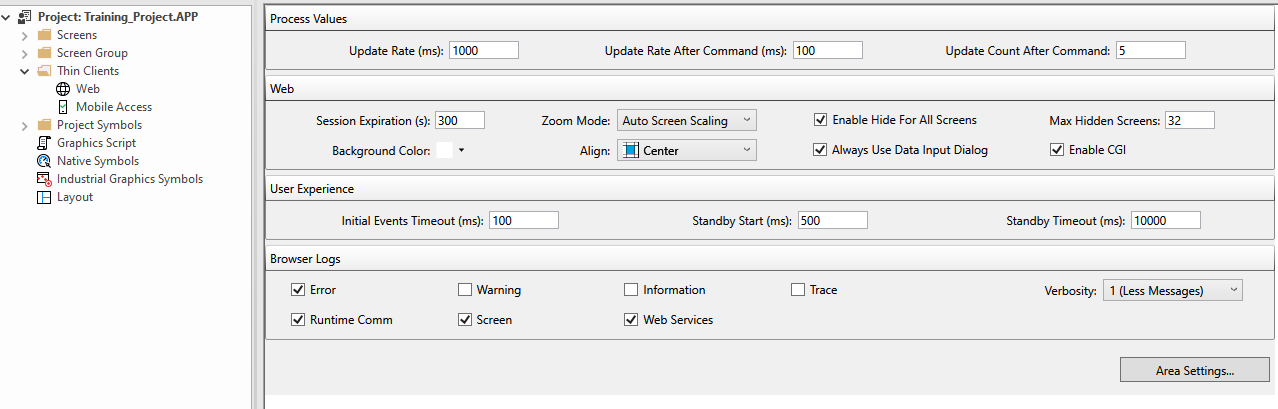 Project: Training_Project.APP
Screens
Screen Group
Thin Clients
Web
Mobile Access
Project Symbols
Graphics Script
Native Symbols
Industrial Graphics Symbols
Layout
Process Values
Update Rate (ms): 1000 Update Rate After Command (ms): 100 Update Count After Command: 5
Web
Session Expiration (s): 300 Zoom Mode: Auto Screen Scaling Enable Hide For All Screens Max Hidden Screens: 32
Background Color: Align: Center Always Use Data Input Dialog Enable CGI
User Experience
Initial Events Timeout (ms): 100 Standby Start (ms): 500 Standby Timeout (ms): 10000
Browser Logs
Error Warning Information Trace Verbosity: 1 (Less Messages)
Runtime Comm Screen Web Services
Area Settings...